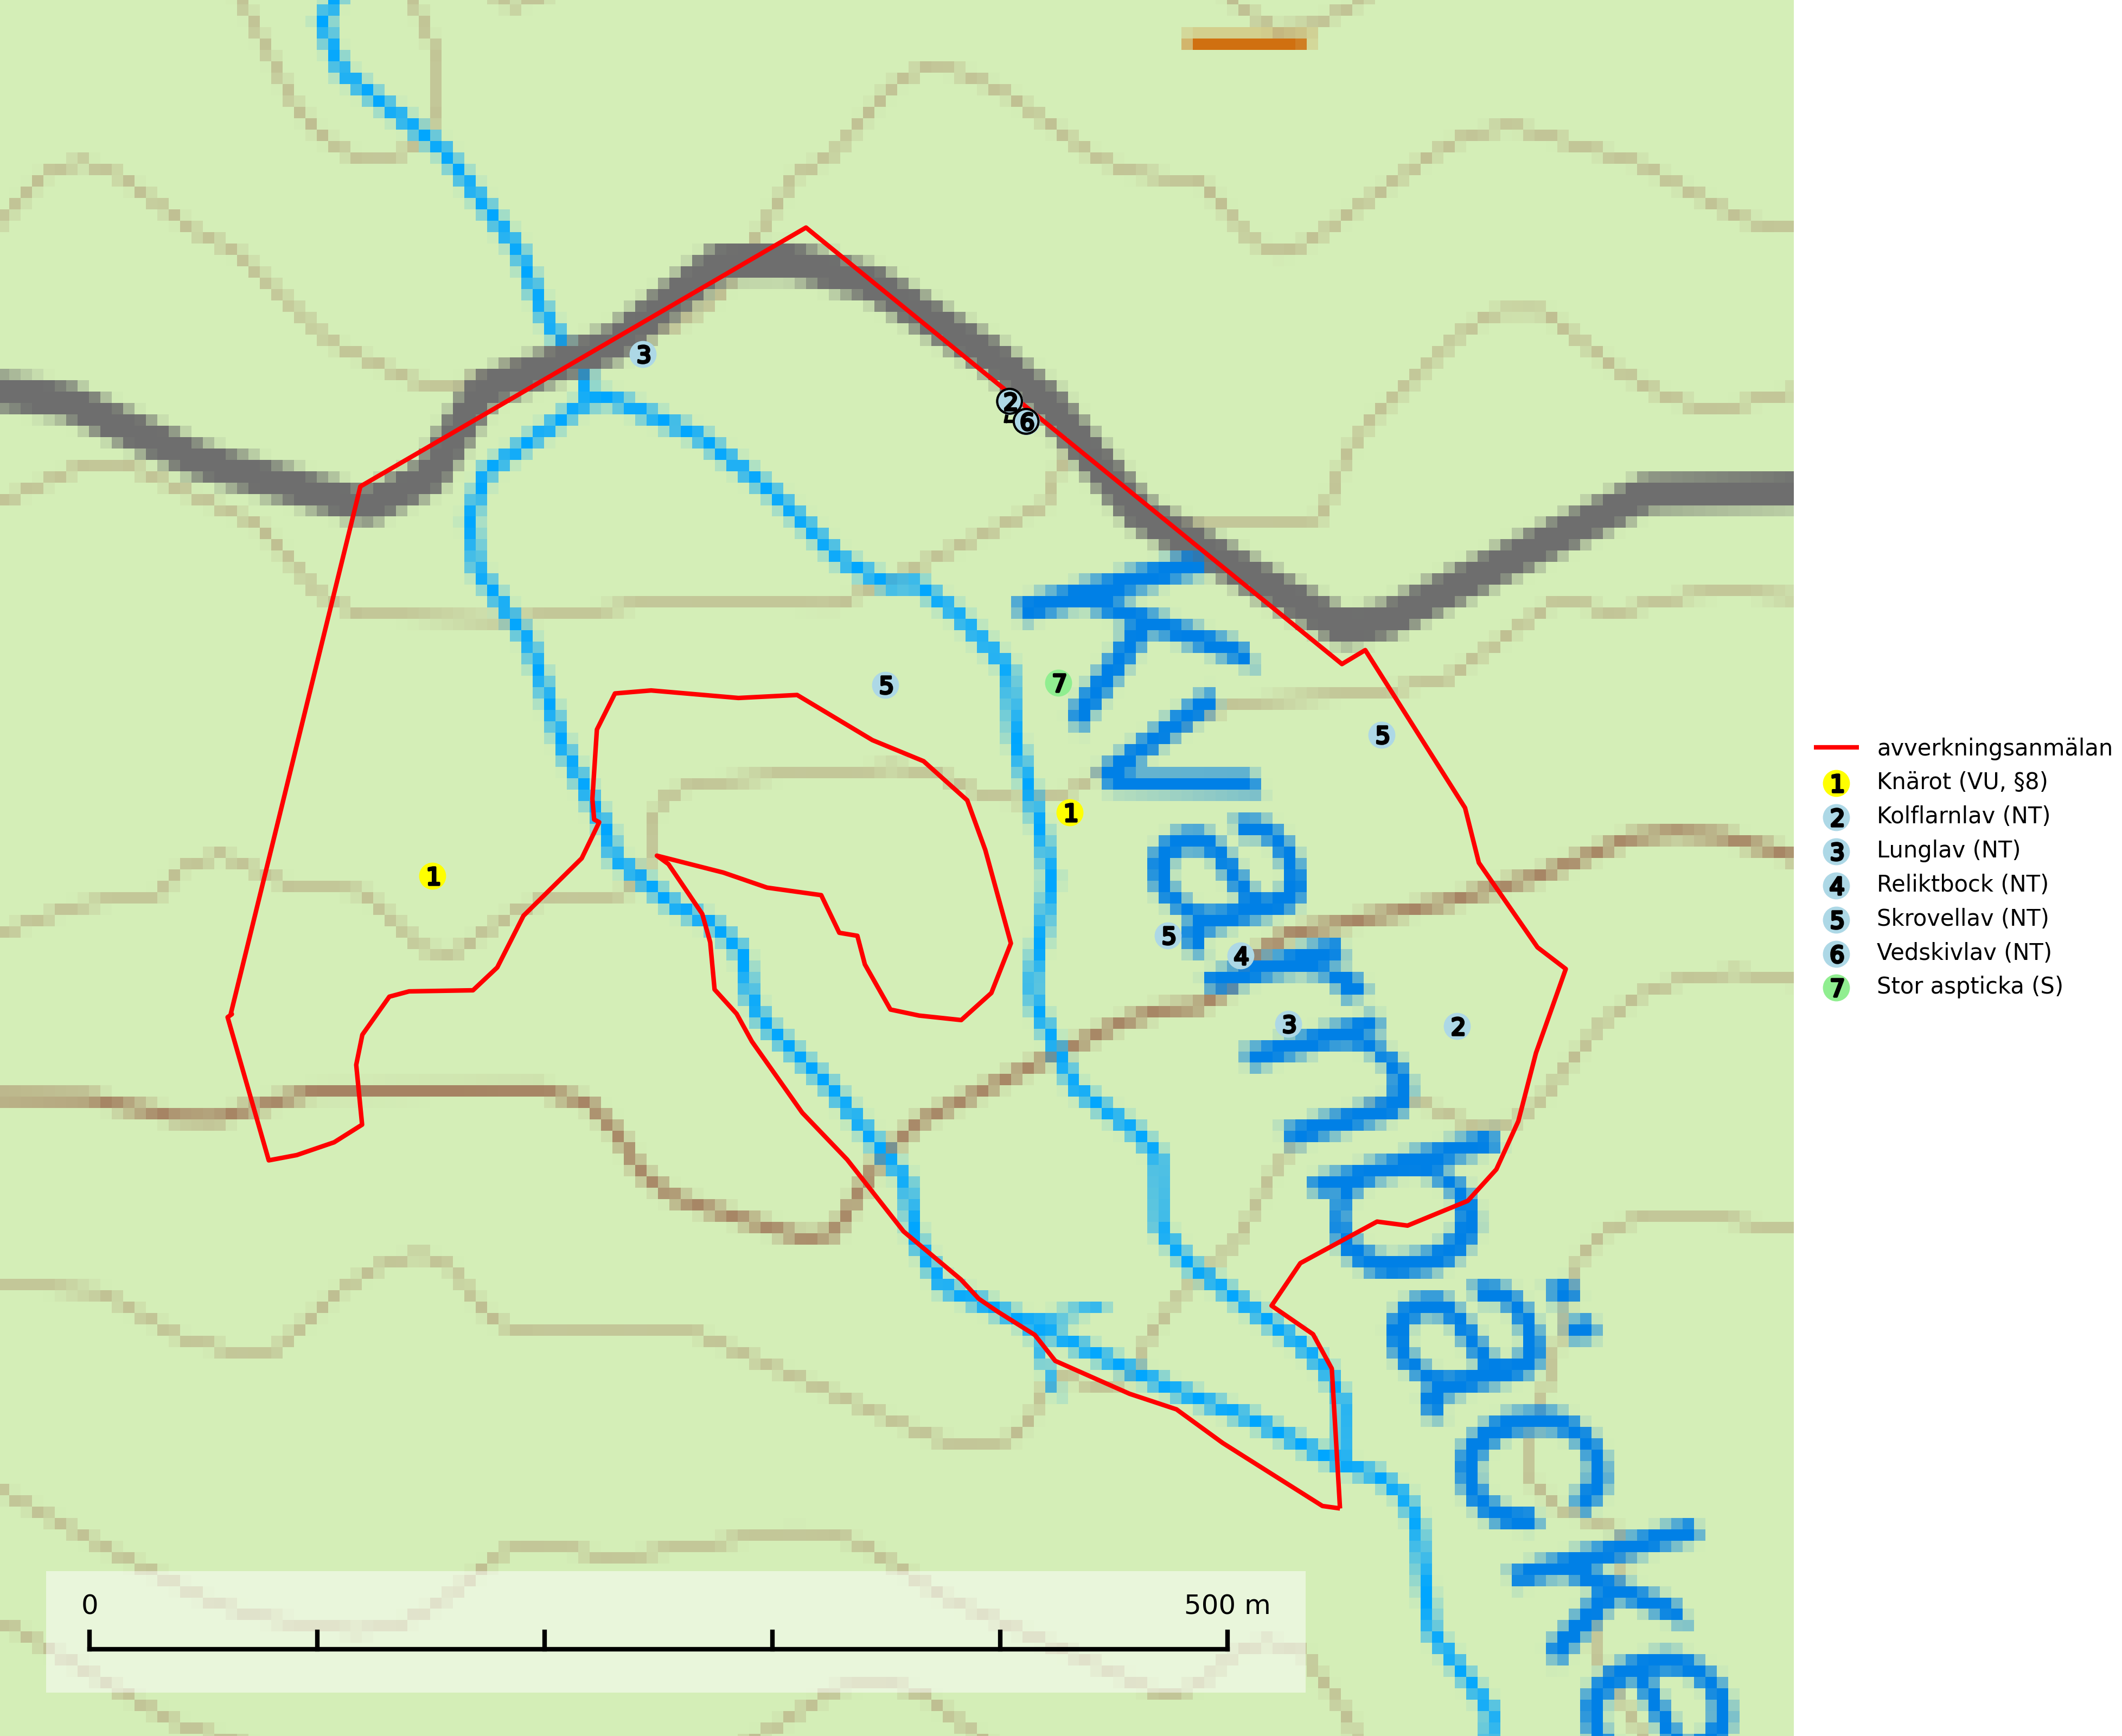 3
2
6
5
7
5
1
1
5
4
3
2
0
500 m
avverkningsanmälan
1 Knärot (VU, §8)
2 Kolflarnlav (NT)
3 Lunglav (NT)
4 Reliktbock (NT)
5 Skrovellav (NT)
6 Vedskivlav (NT)
7 Stor aspticka (S)